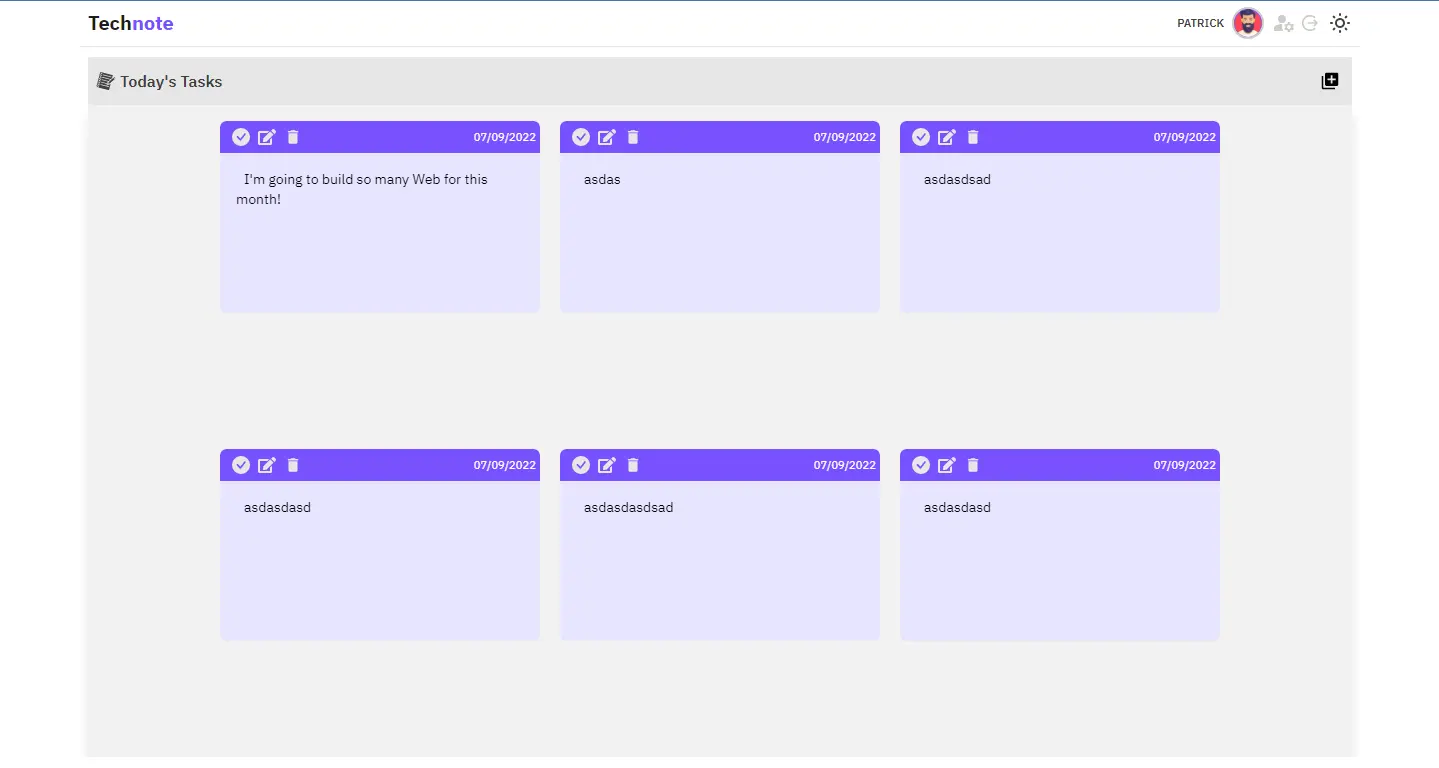 Technote
PATRICK
Today's Tasks
07/09/2022
I'm going to build so many Web for this
month!
07/09/2022
asdas
07/09/2022
asdasdsad
07/09/2022
asdasdasd
07/09/2022
asdasdasdsad
07/09/2022
asdasdasd